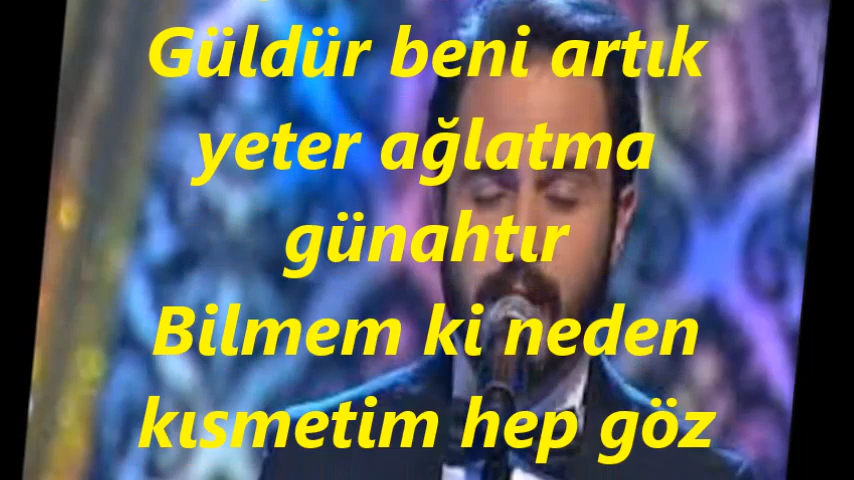 Güldür beni artık
yeter ağlatma
günahtır
Bilmem ki neden
kısmetim hep göz